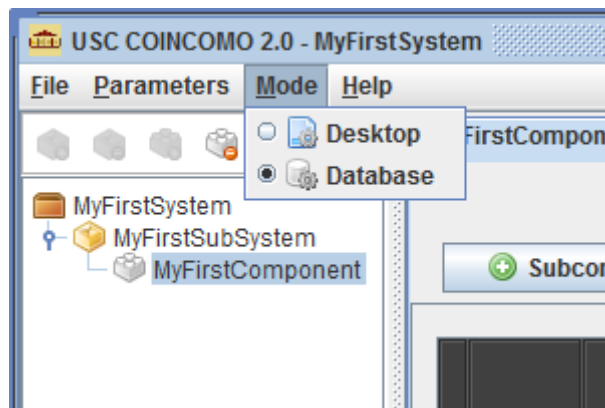 USC COINCOMO 2.0 - MyFirstSystem
File Parameters Mode Help
Desktop
Database
MyFirstSystem
MyFirstSubSystem
MyFirstComponent